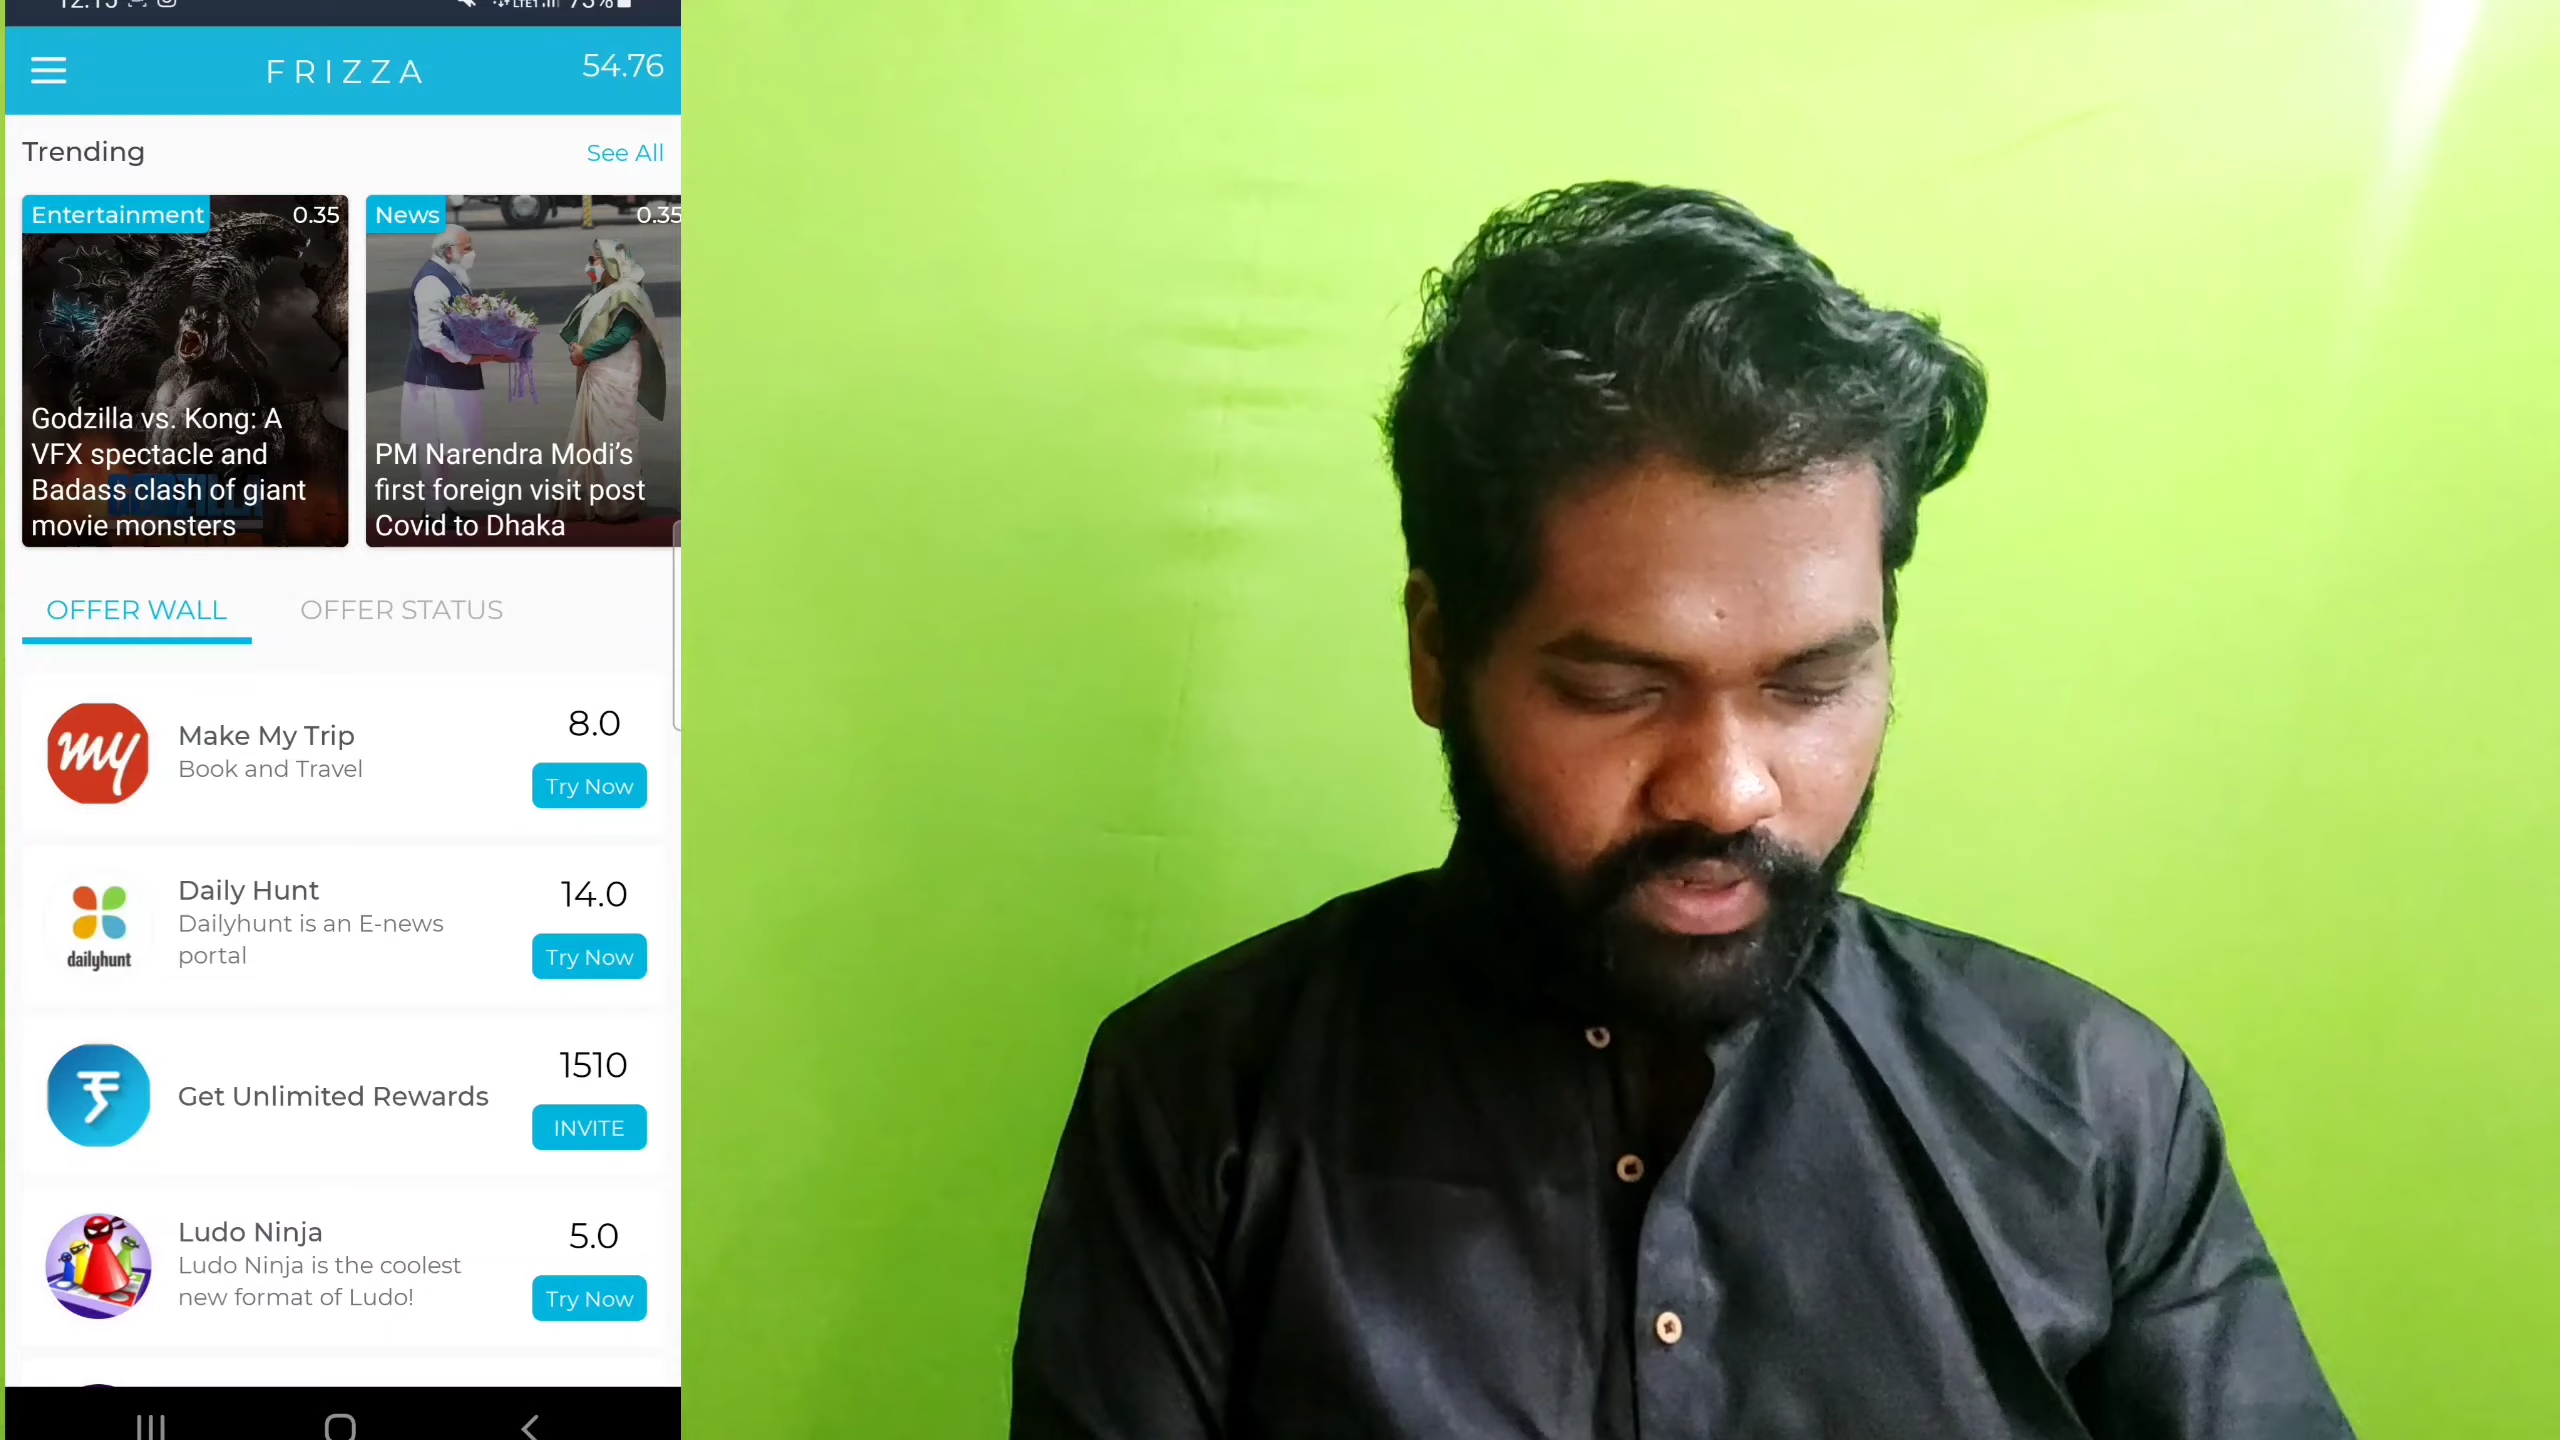 FRIZZA
54.76
Trending
See All
Entertainment
0.35
Godzilla vs. Kong: A
VFX spectacle and
Badass clash of giant
movie monsters
News
0.35
PM Narendra Modi’s
first foreign visit post
Covid to Dhaka
OFFER WALL
OFFER STATUS
my
Make My Trip
Book and Travel
8.0
Try Now
dailyhunt
Daily Hunt
Dailyhunt is an E-news
portal
14.0
Try Now
Get Unlimited Rewards
1510
INVITE
Ludo Ninja
Ludo Ninja is the coolest
new format of Ludo!
5.0
Try Now